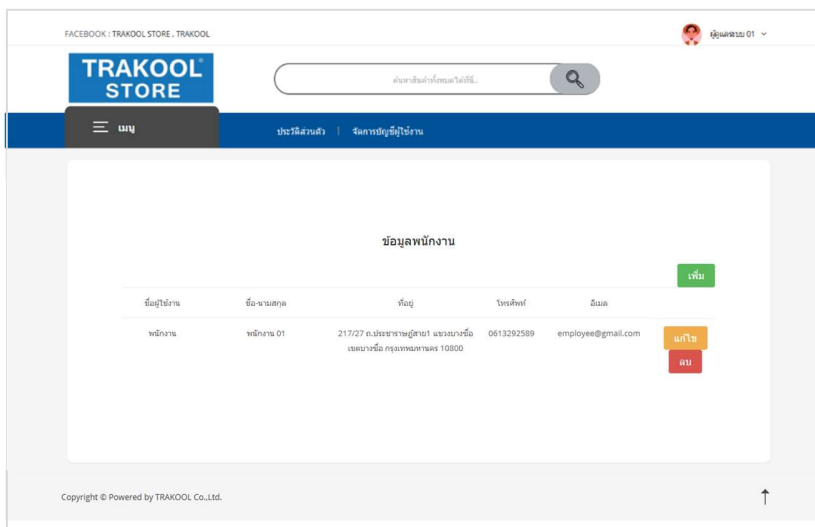 FACEBOOK : TRAKOOL STORE . TRAKOOL
ผู้ดูแลระบบ 01
TRAKOOL
STORE
ค้นหาสินค้าทั้งหมดได้ที่นี่..
เมนู
ประวัติส่วนตัว | จัดการบัญชีผู้ใช้งาน
ข้อมูลพนักงาน
เพิ่ม
ชื่อผู้ใช้งาน ชื่อ-นามสกุล ที่อยู่ โทรศัพท์ อีเมล
พนักงาน พนักงาน 01 217/27 ถ.ประชาราษฎ์สาย1 แขวงบางซื่อ 0613292589 employee@gmail.com แก้ไข
เขตบางซื่อ กรุงเทพมหานคร 10800
ลบ
Copyright © Powered by TRAKOOL Co.,Ltd.